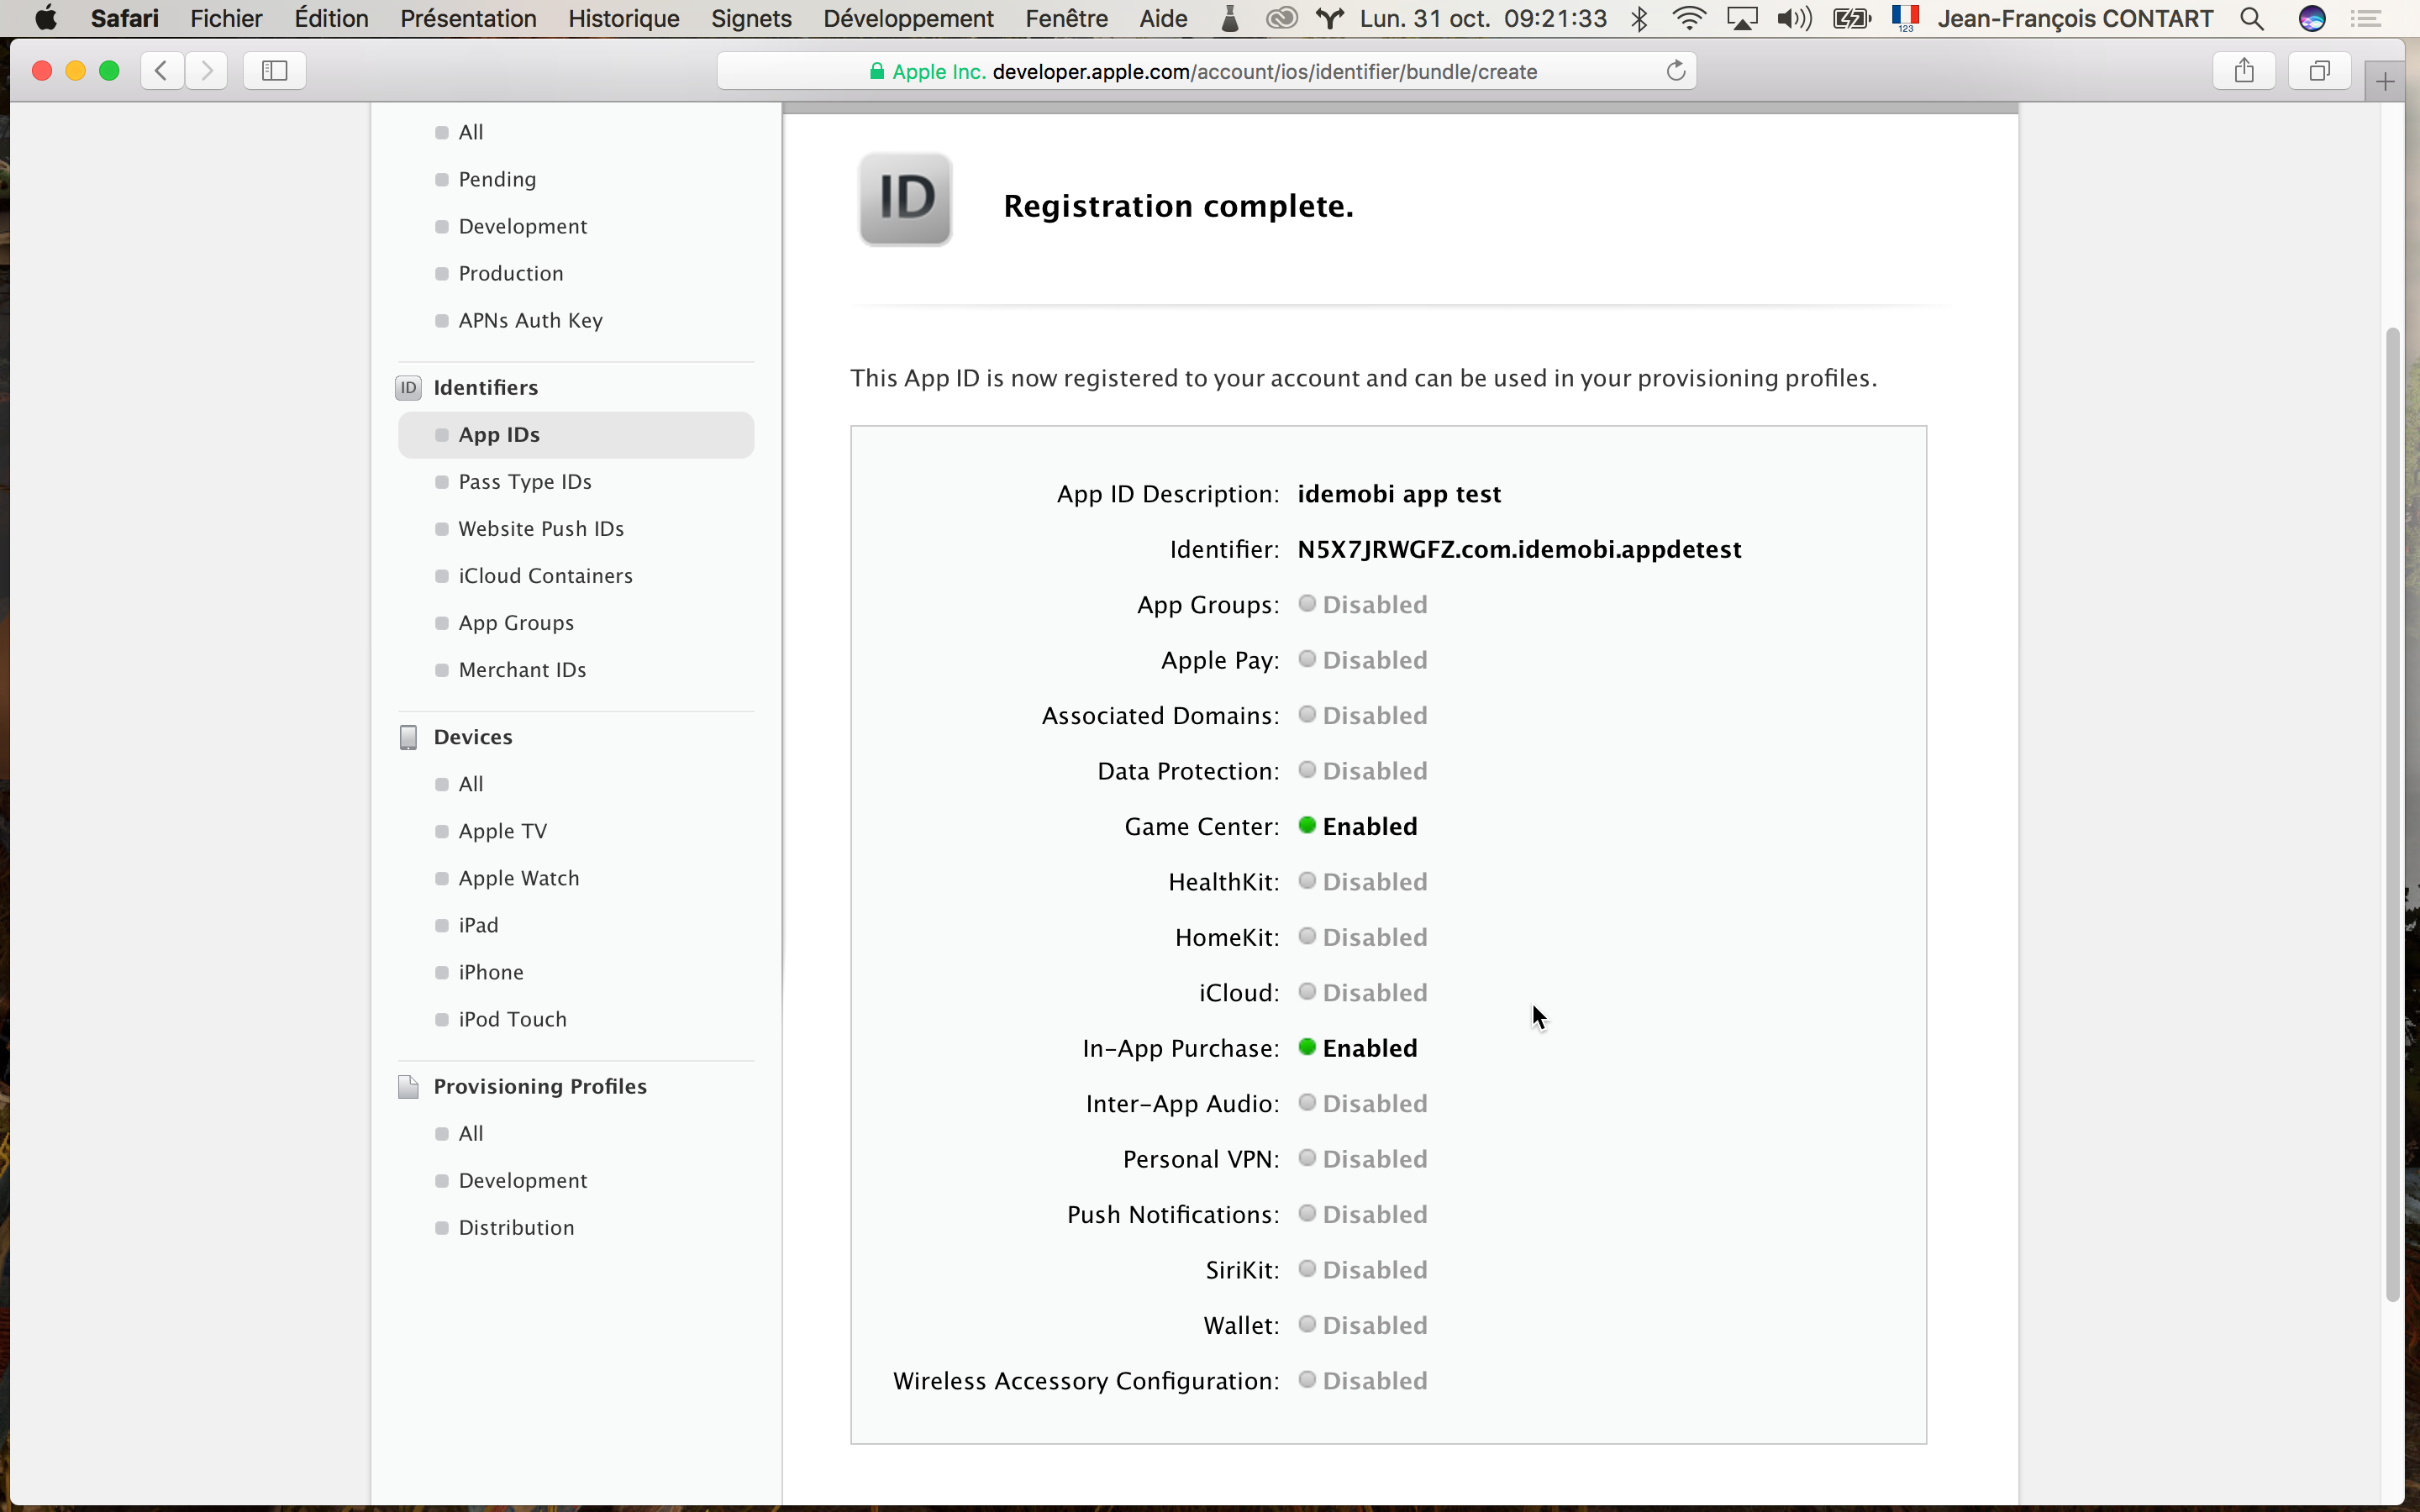 Safari Fichier Édition Présentation Historique Signets Développement Fenêtre Aide Lun. 31 oct. 09:21:33 123 Jean-François CONTART
Apple Inc. developer.apple.com/account/ios/identifier/bundle/create
All
Pending
Development
Production
APNs Auth Key
ID Identifiers
App IDs
Pass Type IDs
Website Push IDs
iCloud Containers
App Groups
Merchant IDs
Devices
All
Apple TV
Apple Watch
iPad
iPhone
iPod Touch
Provisioning Profiles
All
Development
Distribution
ID
Registration complete.
This App ID is now registered to your account and can be used in your provisioning profiles.
App ID Description: idemobi app test
Identifier: N5X7JRWGFZ.com.idemobi.appdetest
App Groups: Disabled
Apple Pay: Disabled
Associated Domains: Disabled
Data Protection: Disabled
Game Center: Enabled
HealthKit: Disabled
HomeKit: Disabled
iCloud: Disabled
In-App Purchase: Enabled
Inter-App Audio: Disabled
Personal VPN: Disabled
Push Notifications: Disabled
SiriKit: Disabled
Wallet: Disabled
Wireless Accessory Configuration: Disabled